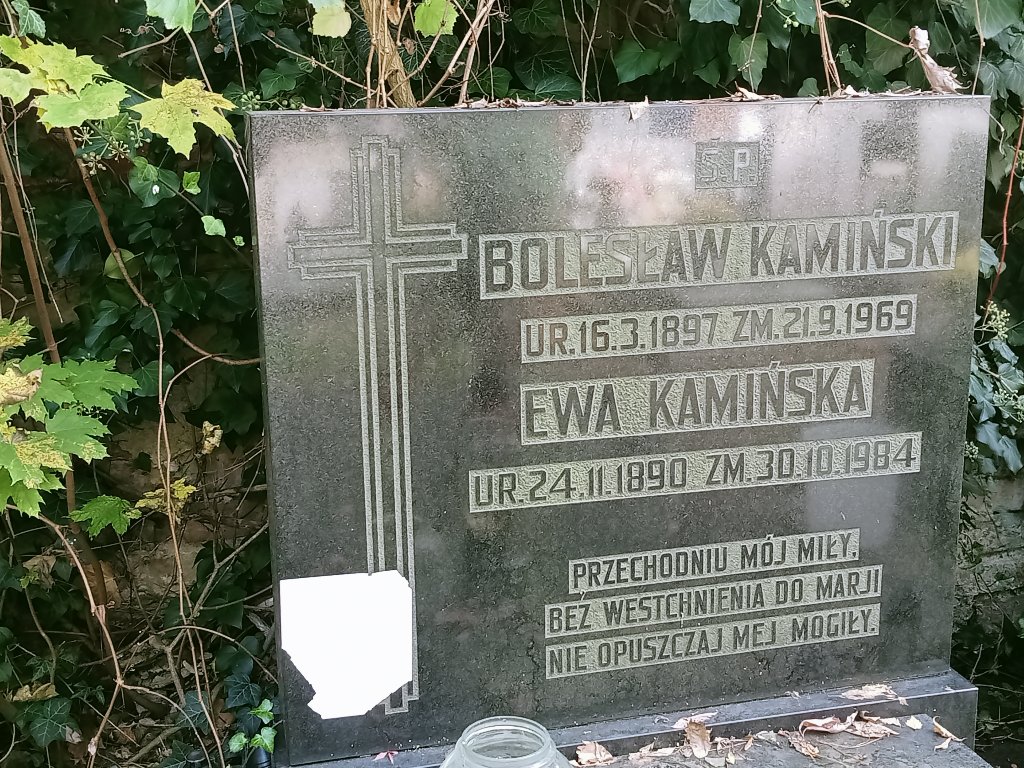 Ś.P.
BOLESŁAW KAMIŃSKI
UR.16.3.1897 ZM.21.9.1969
EWA KAMIŃSKA
UR.24.11.1890 ZM.30.10.1984
PRZECHODNIU MÓJ MIŁY,
BEZ WESTCHNIENIA DO MARJI
NIE OPUSZCZAJ MEJ MOGIŁY.